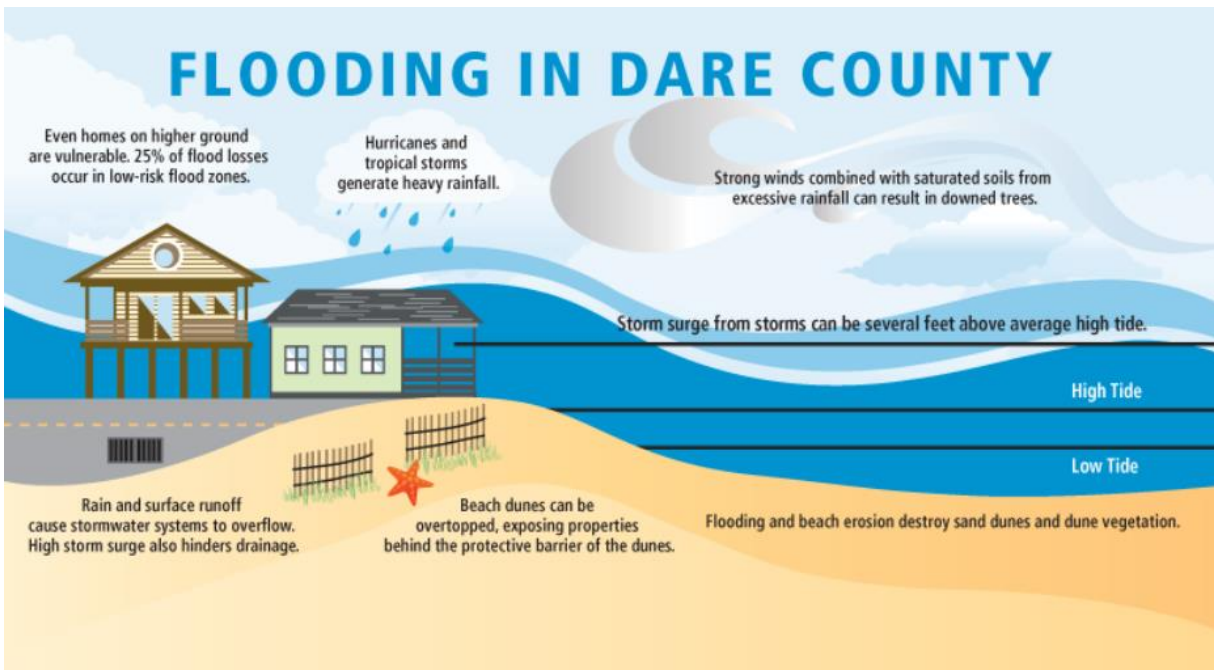 FLOODING IN DARE COUNTY
Even homes on higher ground
are vulnerable. 25% of flood losses
occur in low-risk flood zones.
Hurricanes and
tropical storms
generate heavy rainfall.
Strong winds combined with saturated soils from
excessive rainfall can result in downed trees.
Storm surge from storms can be several feet above average high tide.
High Tide
Low Tide
Rain and surface runoff
cause stormwater systems to overflow.
High storm surge also hinders drainage.
Beach dunes can be
overtopped, exposing properties
behind the protective barrier of the dunes.
Flooding and beach erosion destroy sand dunes and dune vegetation.